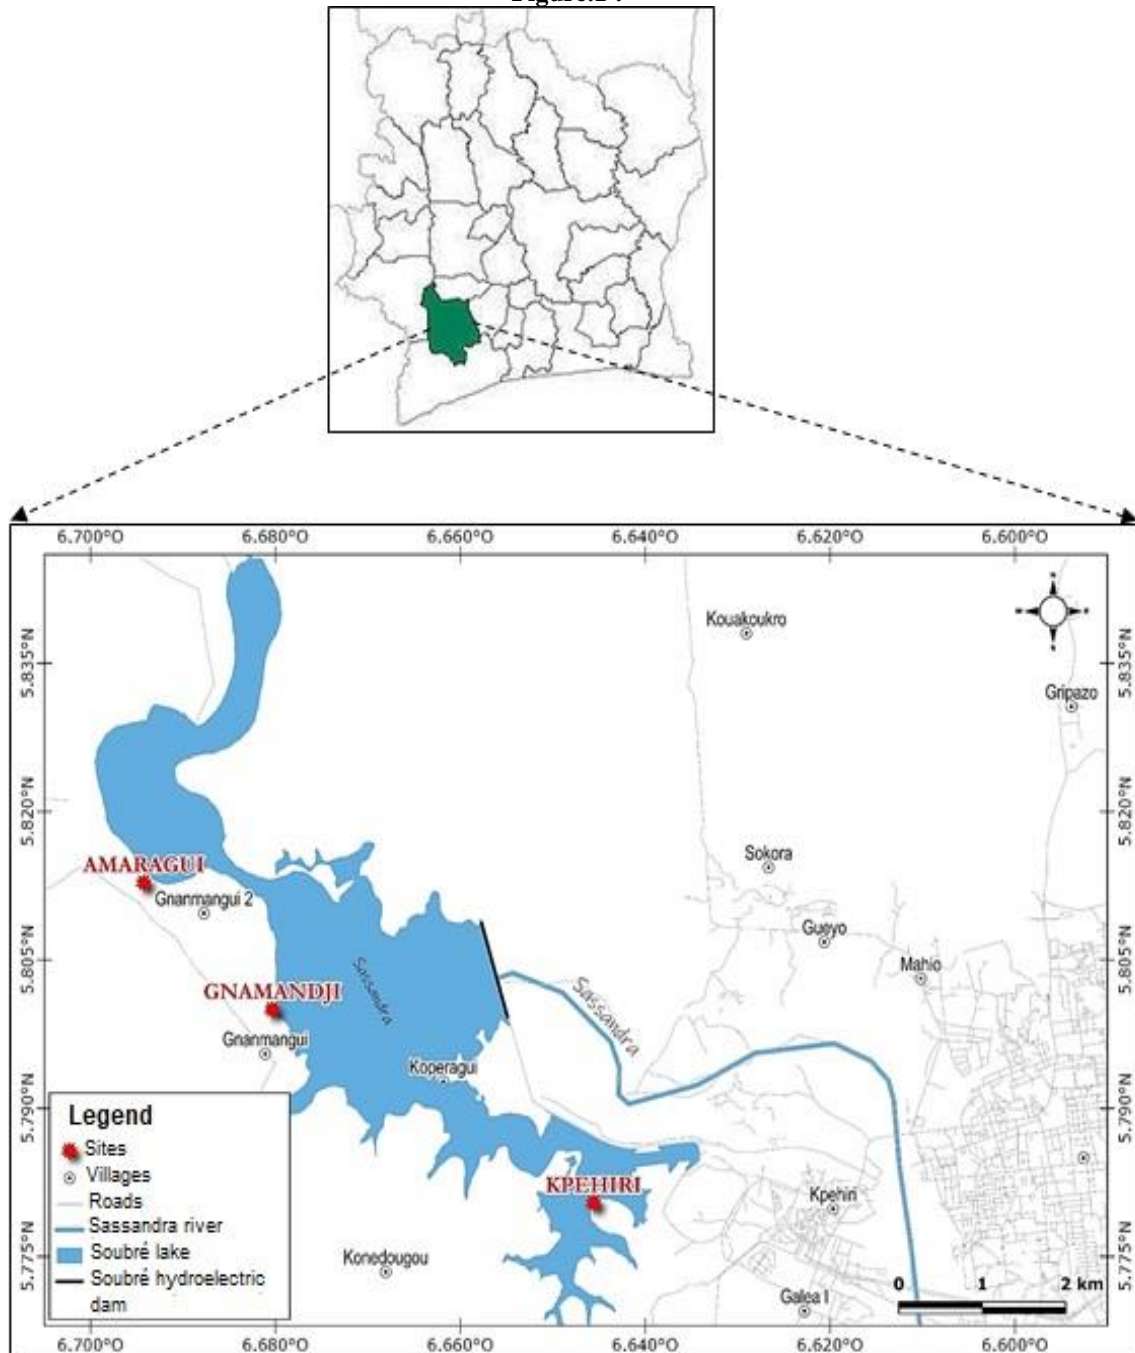 6.700°O 6.680°O 6.660°O 6.640°O 6.620°O 6.600°O
Kouakoukro
5.835°N
5.835°N
Gripazo
5.820°N
5.820°N
AMARAGUI
Sokora
Gnanmangui 2
Gueyo
5.805°N
5.805°N
Mahio
Sassandra
Sassandra
GNAMANDJI
Gnanmangui
Koperagui
5.790°N
5.790°N
Legend
Sites
Villages
Roads
Sassandra river
Soubré lake
Soubré hydroelectric
dam
KPEHIRI
Kpehiri
Konedougou
5.775°N
5.775°N
0 1 2 km
Galea I
6.700°O 6.680°O 6.660°O 6.640°O 6.620°O 6.600°O